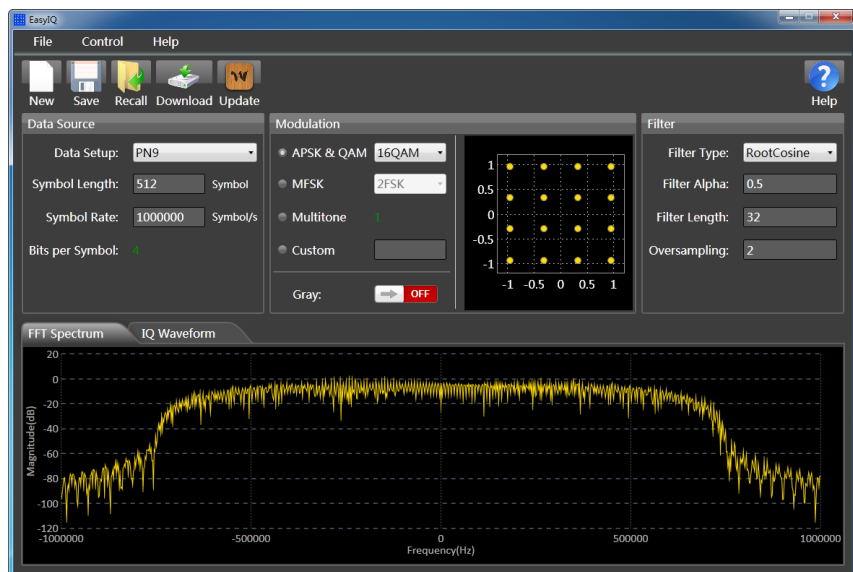 EasyIQ
File Control Help
New Save Recall Download Update Help
Data Source
Data Setup: PN9
Symbol Length: 512 Symbol
Symbol Rate: 1000000 Symbol/s
Bits per Symbol: 4
Modulation
APSK & QAM 16QAM
MFSK 2FSK
Multitone 1
Custom
Gray: OFF
1
0.5
0
-0.5
-1
-1 -0.5 0 0.5 1
Filter
Filter Type: RootCosine
Filter Alpha: 0.5
Filter Length: 32
Oversampling: 2
FFT Spectrum IQ Waveform
Magnitude(dB)
20
0
-20
-40
-60
-80
-100
-120
-1000000 -500000 0 500000 1000000
Frequency(Hz)